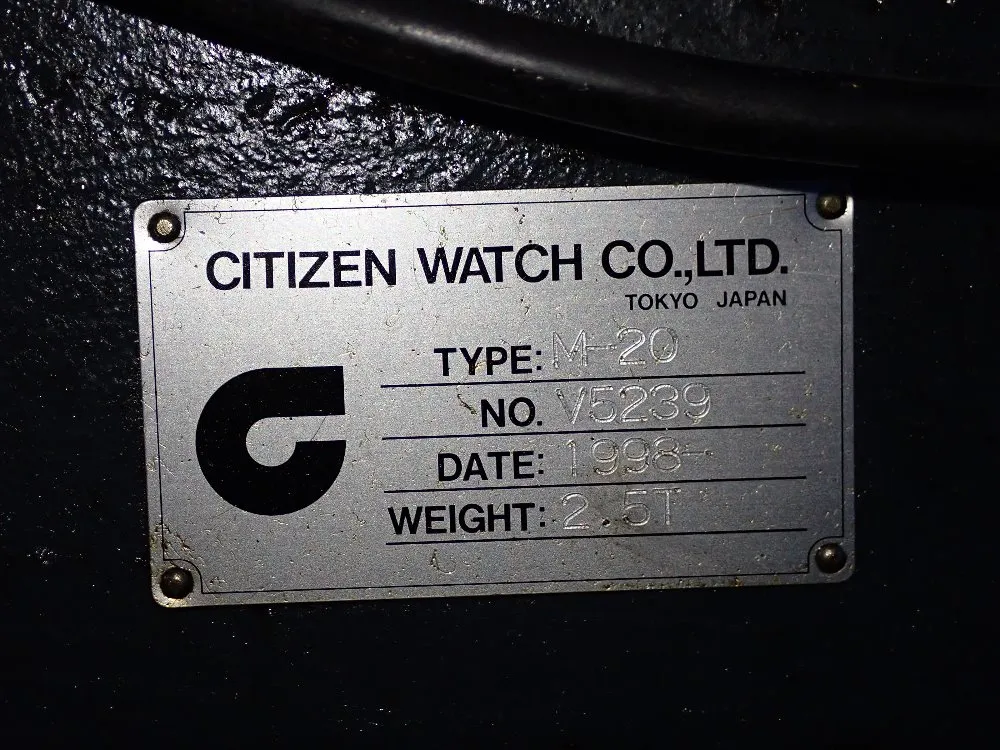 CITIZEN WATCH CO.,LTD.
TOKYO JAPAN
TYPE: M-20
NO. V5239
DATE: 1998-
WEIGHT: 2.5T